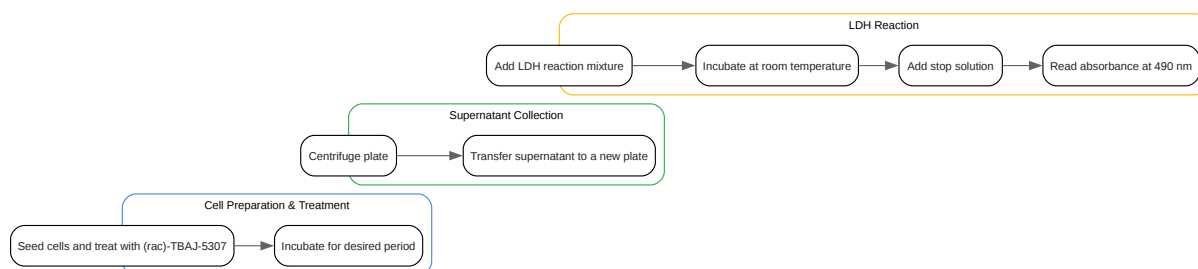 LDH Reaction
Add LDH reaction mixture
Incubate at room temperature
Add stop solution
Read absorbance at 490 nm
Supernatant Collection
Centrifuge plate
Transfer supernatant to a new plate
Cell Preparation & Treatment
Seed cells and treat with (rac)-TBAJ-5307
Incubate for desired period